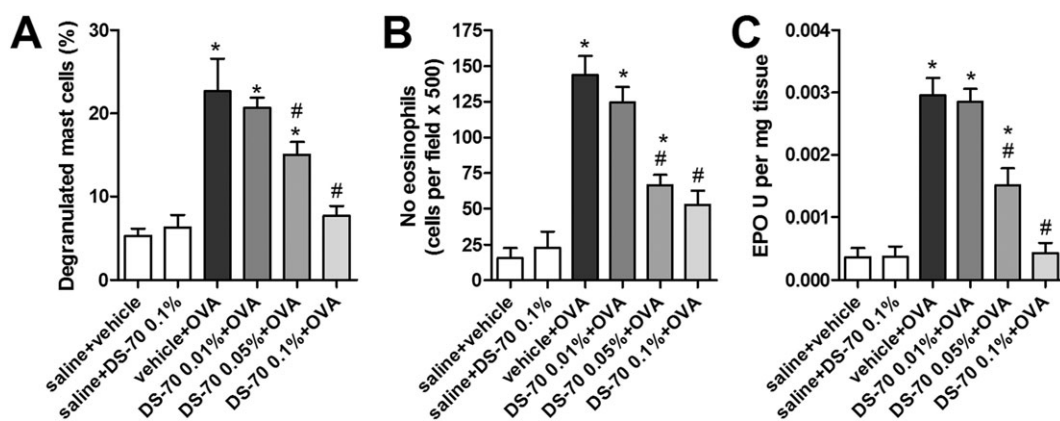 A
Degranulated mast cells (%)
30
20
10
0
*
*
#
*
#
saline+vehicle
saline+DS-70 0.1%
vehicle+OVA
DS-70 0.01%+OVA
DS-70 0.05%+OVA
DS-70 0.1%+OVA
B
No eosinophils
(cells per field x 500)
175
150
125
100
75
50
25
0
*
*
*
#
#
saline+vehicle
saline+DS-70 0.1%
vehicle+OVA
DS-70 0.01%+OVA
DS-70 0.05%+OVA
DS-70 0.1%+OVA
C
EPO U per mg tissue
0.004
0.003
0.002
0.001
0.000
*
*
*
#
#
saline+vehicle
saline+DS-70 0.1%
vehicle+OVA
DS-70 0.01%+OVA
DS-70 0.05%+OVA
DS-70 0.1%+OVA